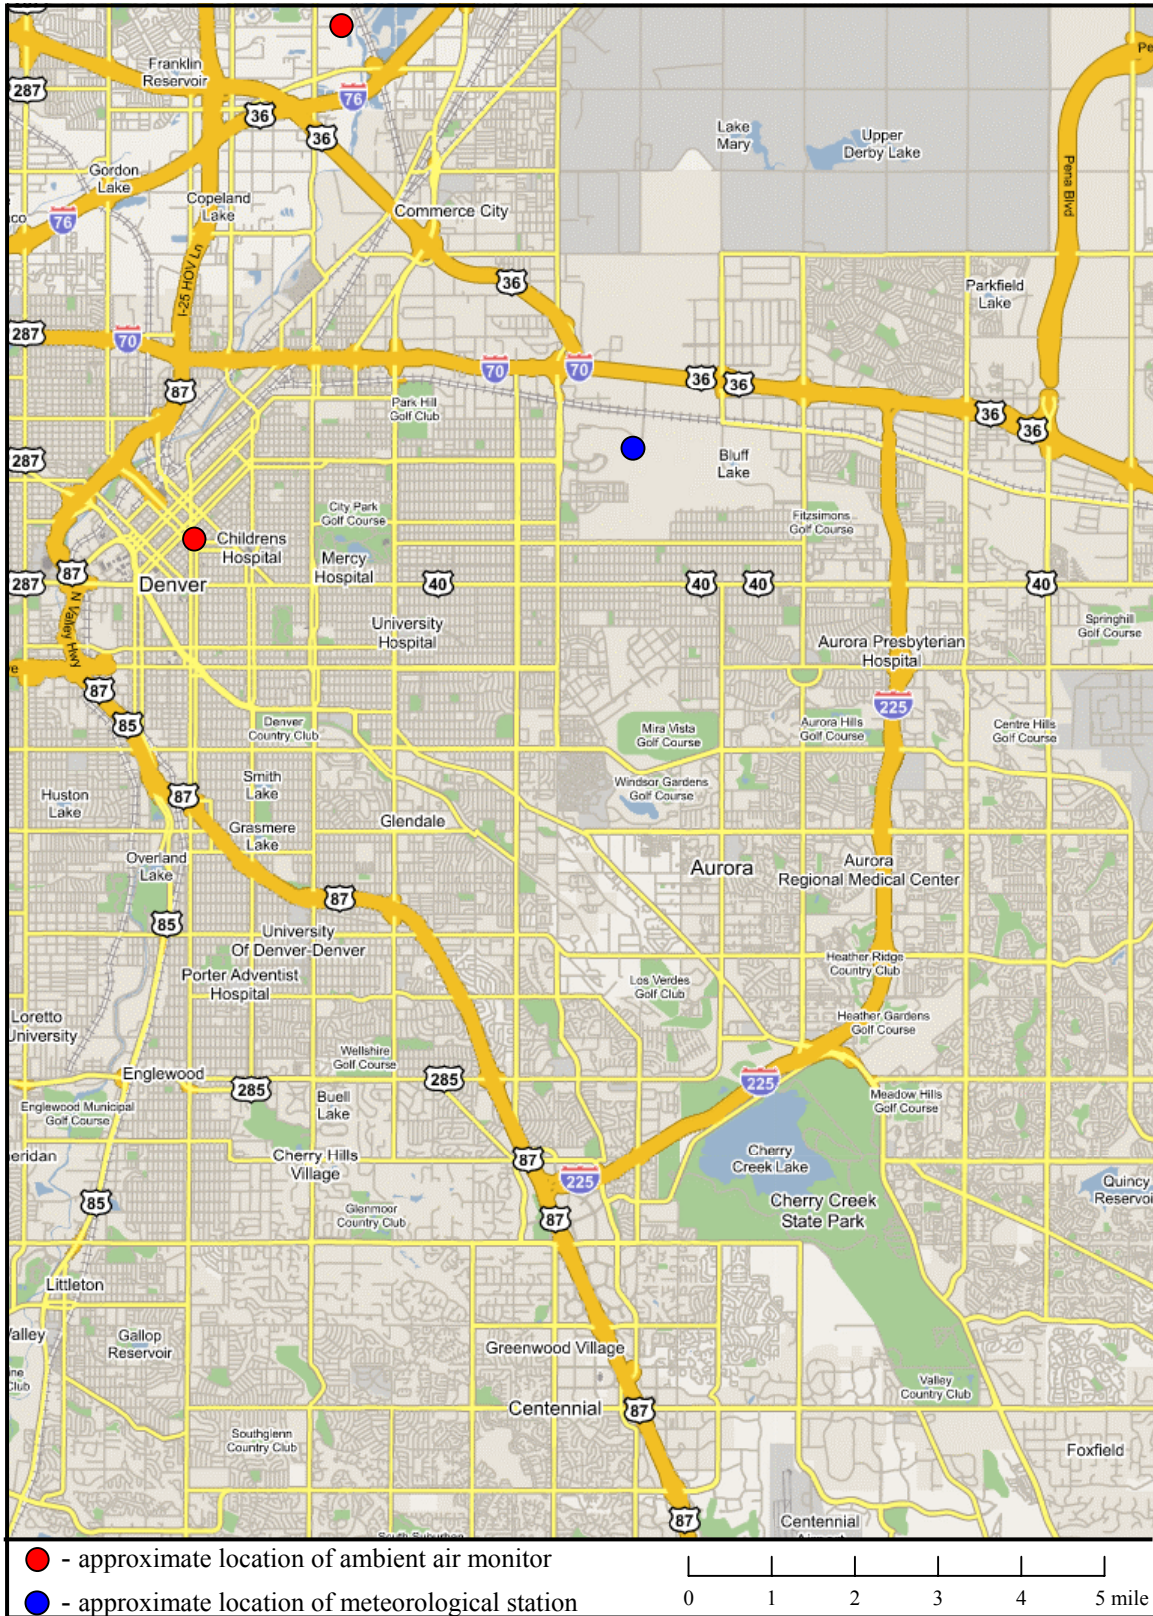 287
Franklin
Reservoir
287
36
76
36
Lake
Mary
Upper
Derby Lake
Pena Blvd
Gordon
Lake
Copeland
Lake
76
Commerce City
I-25 HOV Ln
36
Parkfield
Lake
287
70
70
70
36
36
87
Park Hill
Golf Club
36
36
287
Bluff
Lake
City Park
Golf Course
Fitzsimons
Golf Course
Childrens
Hospital
Mercy
Hospital
287
87
Denver
40
40
40
40
N Valley Hwy
University
Hospital
Springhill
Golf Course
Aurora Presbyterian
Hospital
87
85
225
Denver
Country Club
Mira Vista
Golf Course
Aurora Hills
Golf Course
Centre Hills
Golf Course
Smith
Lake
Windsor Gardens
Golf Course
Huston
Lake
87
Grasmere
Lake
Glendale
Overland
Lake
Aurora
Aurora
Regional Medical Center
87
85
University
Of Denver-Denver
Heather Ridge
Country Club
Porter Adventist
Hospital
Los Verdes
Golf Club
Loretto
University
Heather Gardens
Golf Course
Wellshire
Golf Course
Englewood
285
285
225
Buell
Lake
Meadow Hills
Golf Course
Englewood Municipal
Golf Course
Cherry Hills
Village
87
225
Cherry
Creek Lake
eridan
85
Quincy
Reservoi
Cherry Creek
State Park
Glenmoor
Country Club
87
Littleton
Gallop
Reservoir
Greenwood Village
Valley
Country Club
Centennial
87
Southglenn
Country Club
Foxfield
87
Centennial
South Suburban
- approximate location of ambient air monitor
- approximate location of meteorological station
0 1 2 3 4 5 mile